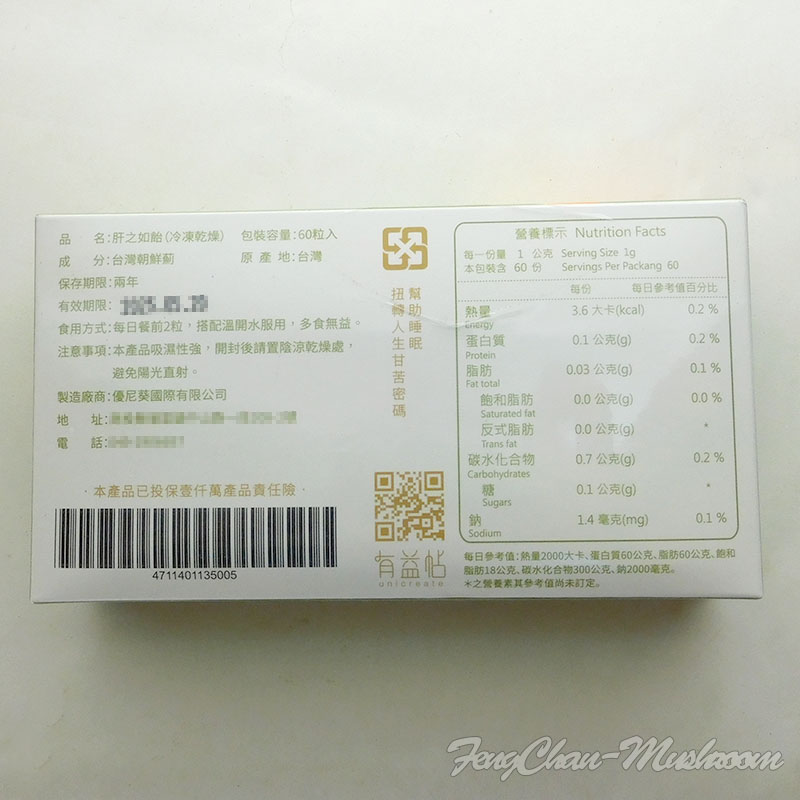 品 名:肝之如飴(冷凍乾燥) 包裝容量:60粒入
成 分:台灣朝鮮薊 原 產 地:台灣
保存期限:兩年
有效期限:
食用方式:每日餐前2粒，搭配溫開水服用，多食無益。
注意事項:本產品吸濕性強，開封後請置陰涼乾燥處，
避免陽光直射。
製造廠商:優尼葵國際有限公司
地 址:
電 話:
·本產品已投保壹仟萬產品責任險·
4711401135005
幫助睡眠
扭轉人生甘苦密碼
有益帖
unicreate
營養標示 Nutrition Facts
每一份量 1 公克 Serving Size 1g
本包裝含 60 份 Servings Per Packang 60
每份 每日參考值百分比
熱量 3.6 大卡(kcal) 0.2 %
Energy
蛋白質 0.1 公克(g) 0.2 %
Protein
脂肪 0.03 公克(g) 0.1 %
Fat total
飽和脂肪 0.0 公克(g) 0.0 %
Saturated fat
反式脂肪 0.0 公克(g) *
Trans fat
碳水化合物 0.7 公克(g) 0.2 %
Carbohydrates
糖 0.1 公克(g) *
Sugars
鈉 1.4 毫克(mg) 0.1 %
Sodium
每日參考值:熱量2000大卡、蛋白質60公克、脂肪60公克、飽和
脂肪18公克、碳水化合物300公克、鈉2000毫克。
*之營養素其參考值尚未訂定。
FengChan-Mushroom